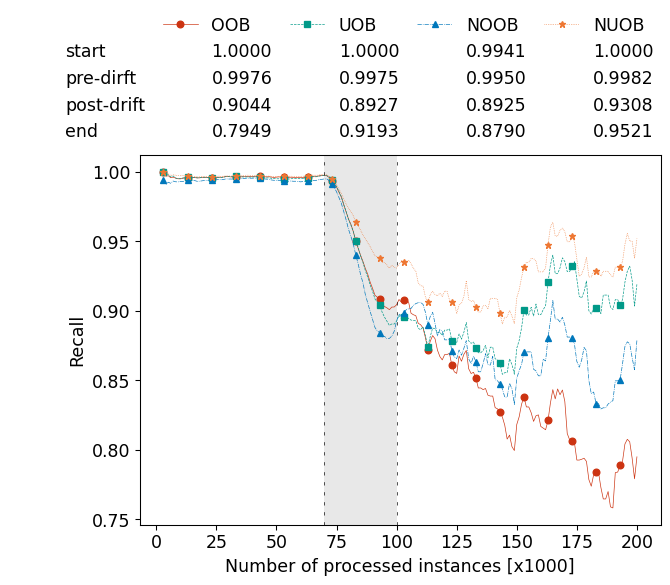 OOB UOB NOOB NUOB
start 1.0000 1.0000 0.9941 1.0000
pre-dirft 0.9976 0.9975 0.9950 0.9982
post-drift 0.9044 0.8927 0.8925 0.9308
end 0.7949 0.9193 0.8790 0.9521
1.00
0.95
0.90
0.85
0.80
0.75
Recall
0 25 50 75 100 125 150 175 200
Number of processed instances [x1000]